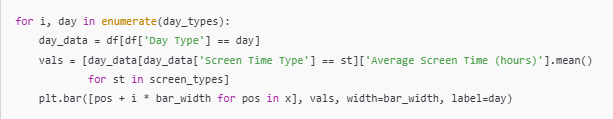 for i, day in enumerate(day_types):
    day_data = df[df['Day Type'] == day]
    vals = [day_data[day_data['Screen Time Type'] == st]['Average Screen Time (hours)'].mean()
            for st in screen_types]
    plt.bar([pos + i * bar_width for pos in x], vals, width=bar_width, label=day)